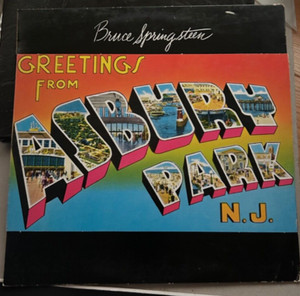 Bruce Springsteen
GREETINGS
FROM
ASBURY
PARK
N.J.